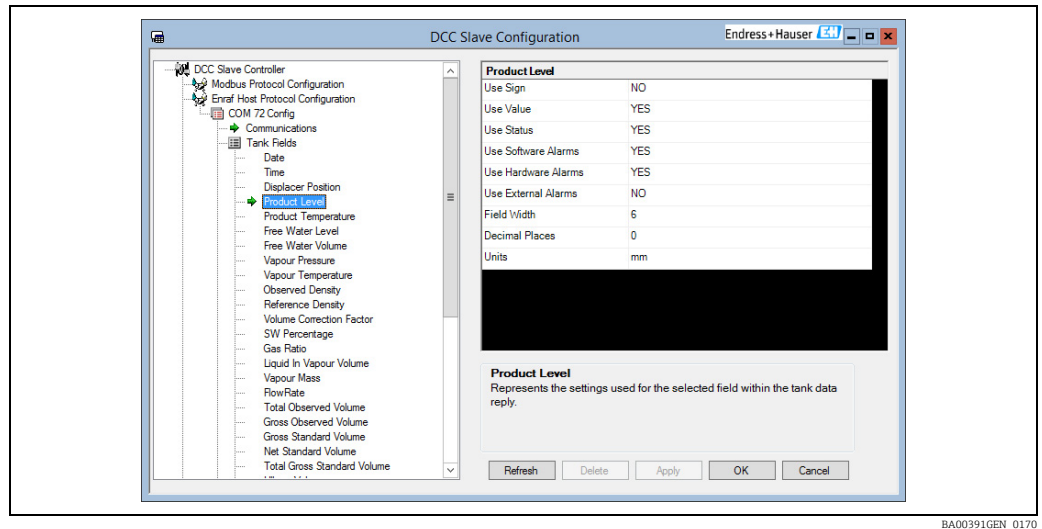 DCC Slave Configuration
Endress+Hauser EH
DCC Slave Controller
Modbus Protocol Configuration
Enraf Host Protocol Configuration
COM 72 Config
Communications
Tank Fields
Date
Time
Displacer Position
Product Level
Product Temperature
Free Water Level
Free Water Volume
Vapour Pressure
Vapour Temperature
Observed Density
Reference Density
Volume Correction Factor
SW Percentage
Gas Ratio
Liquid In Vapour Volume
Vapour Mass
FlowRate
Total Observed Volume
Gross Observed Volume
Gross Standard Volume
Net Standard Volume
Total Gross Standard Volume
Product Level
Use Sign NO
Use Value YES
Use Status YES
Use Software Alarms YES
Use Hardware Alarms YES
Use External Alarms NO
Field Width 6
Decimal Places 0
Units mm
Product Level
Represents the settings used for the selected field within the tank data
reply.
Refresh Delete Apply OK Cancel
BA00391GEN_0170